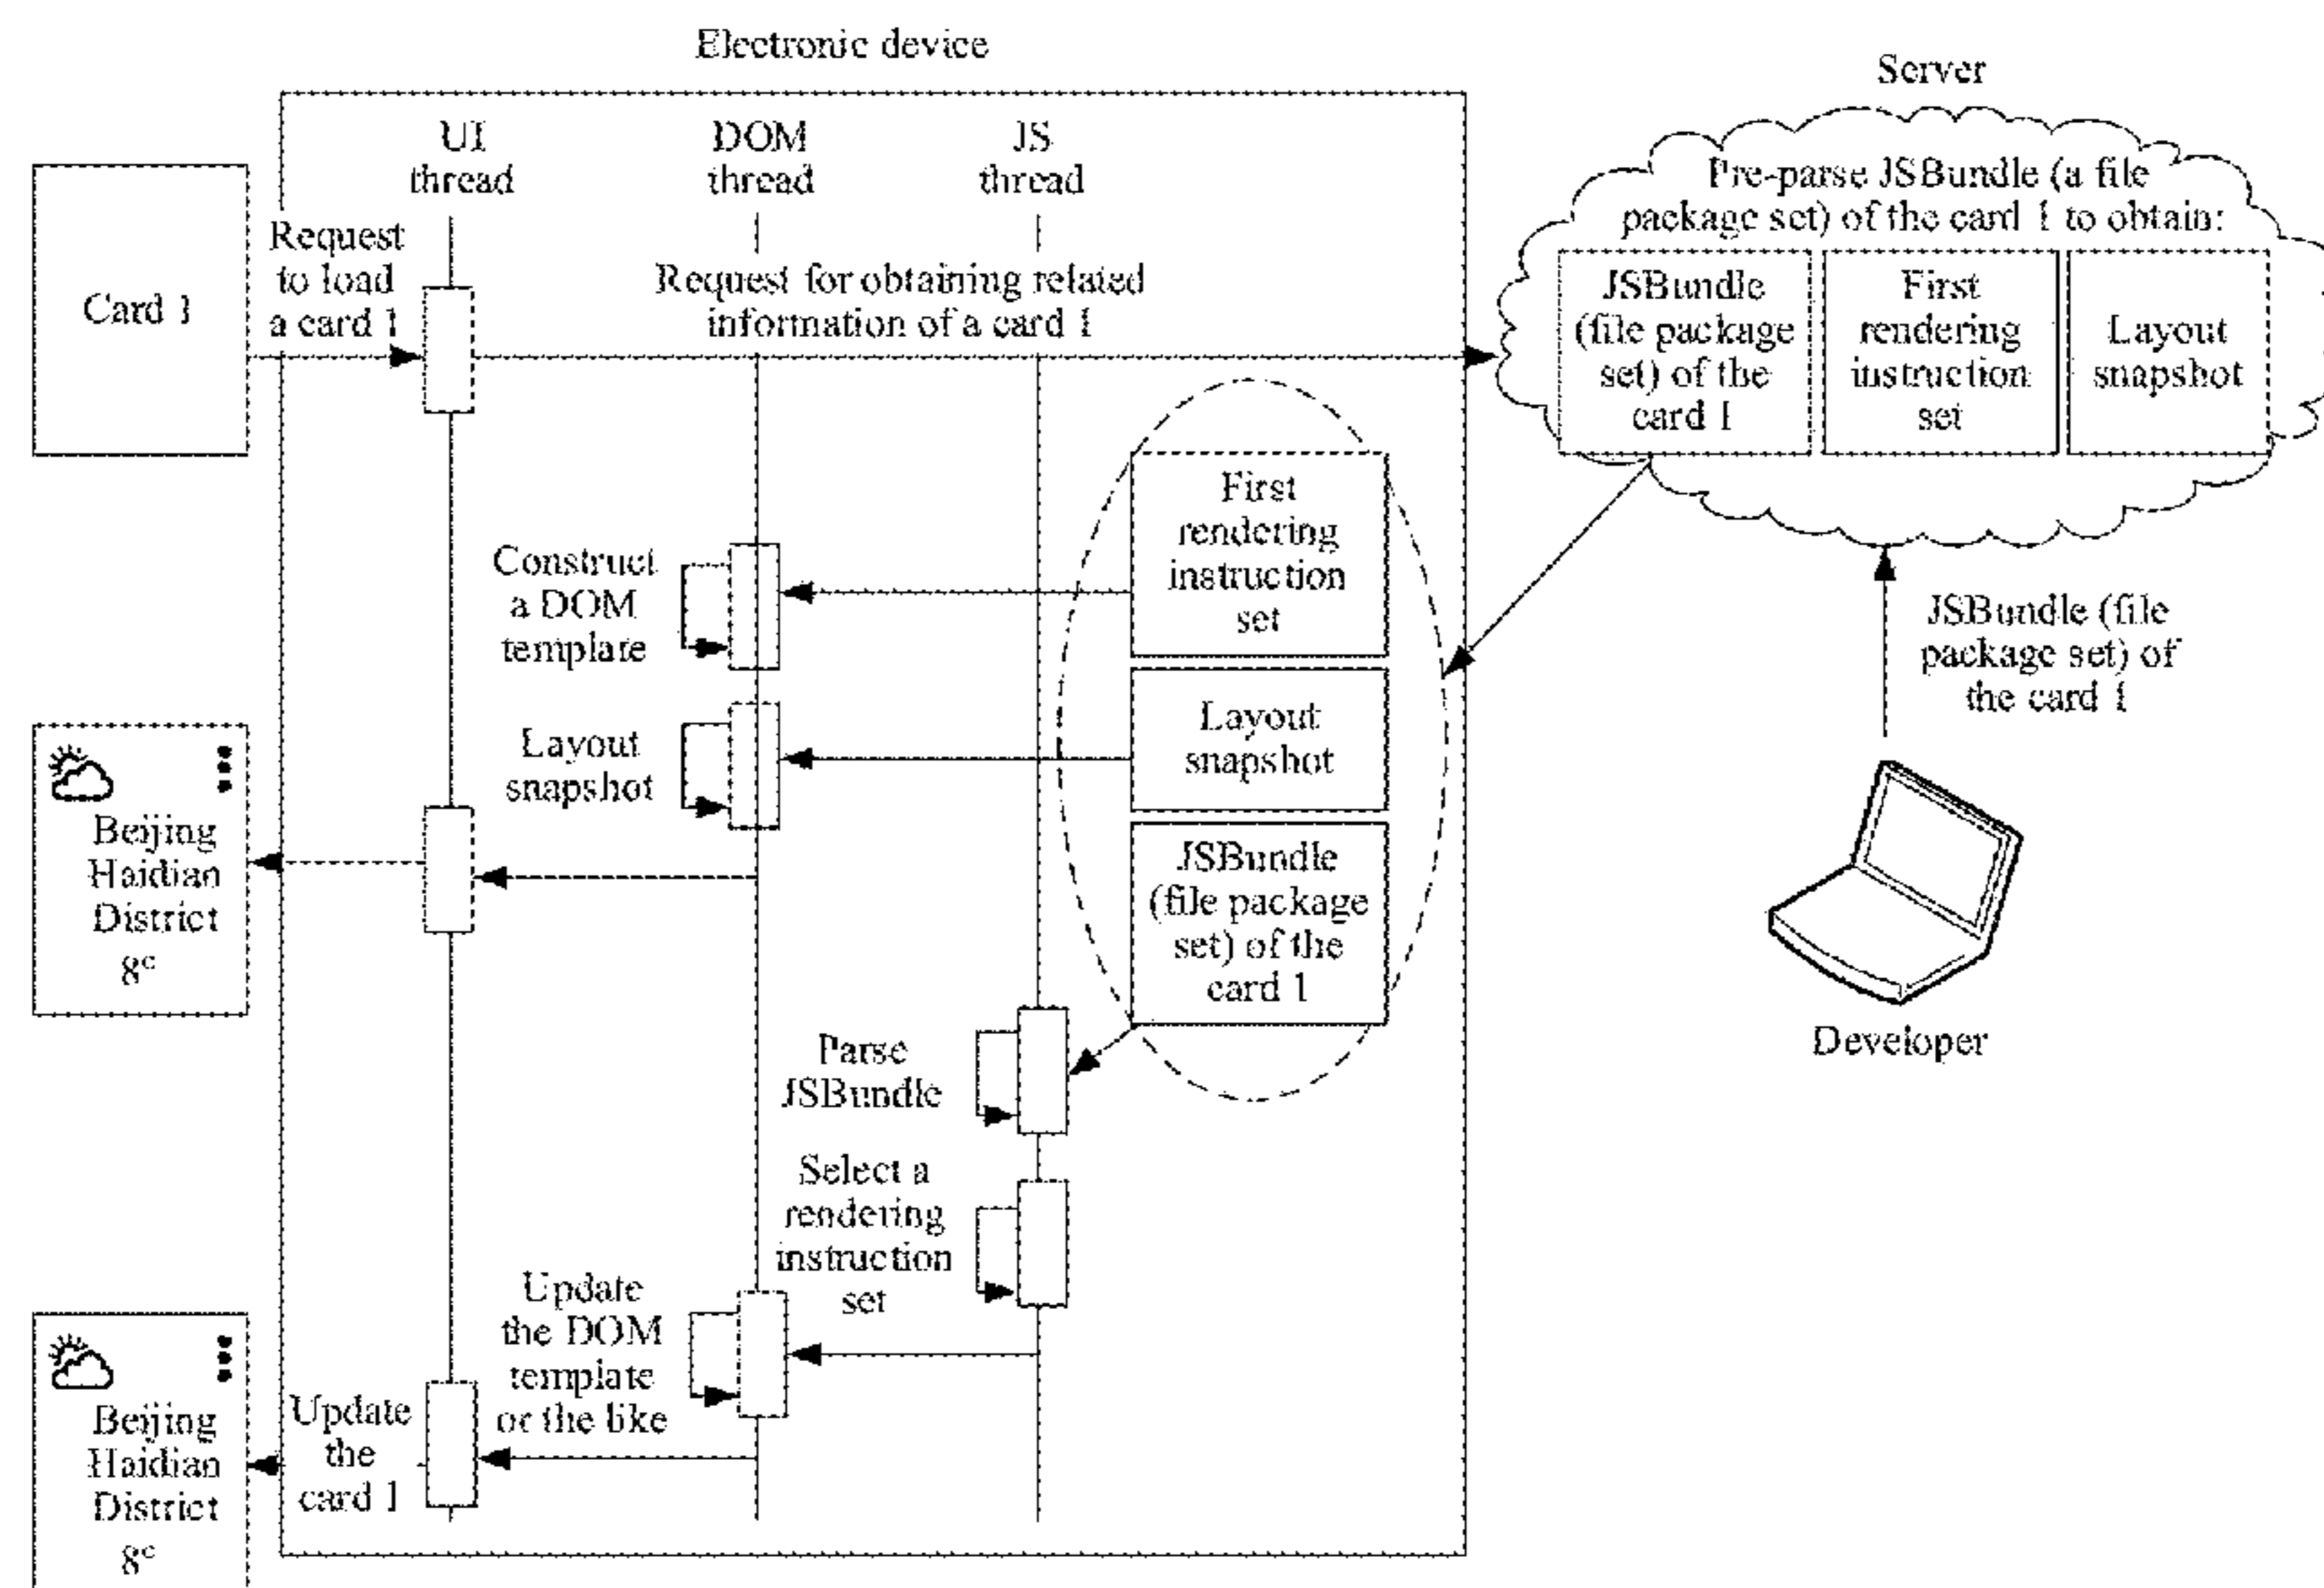 Electronic device
Server
UI
thread
DOM
thread
JS
thread
Card 1
Request
to load
a card 1
Request for obtaining related
information of a card 1
Pre-parse JSBundle (a file
package set) of the card 1 to obtain:
JSBundle
(file package
set) of the
card 1
First
rendering
instruction
set
Layout
snapshot
First
rendering
instruction
set
Construct
a DOM
template
Layout
snapshot
Layout
snapshot
JSBundle (file
package set) of
the card 1
Beijing
Haidian
District
8°
JSBundle
(file package
set) of the
card 1
Developer
Parse
JSBundle
Select a
rendering
instruction
set
Update
the DOM
template
or the like
Update
the
card 1
Beijing
Haidian
District
8°